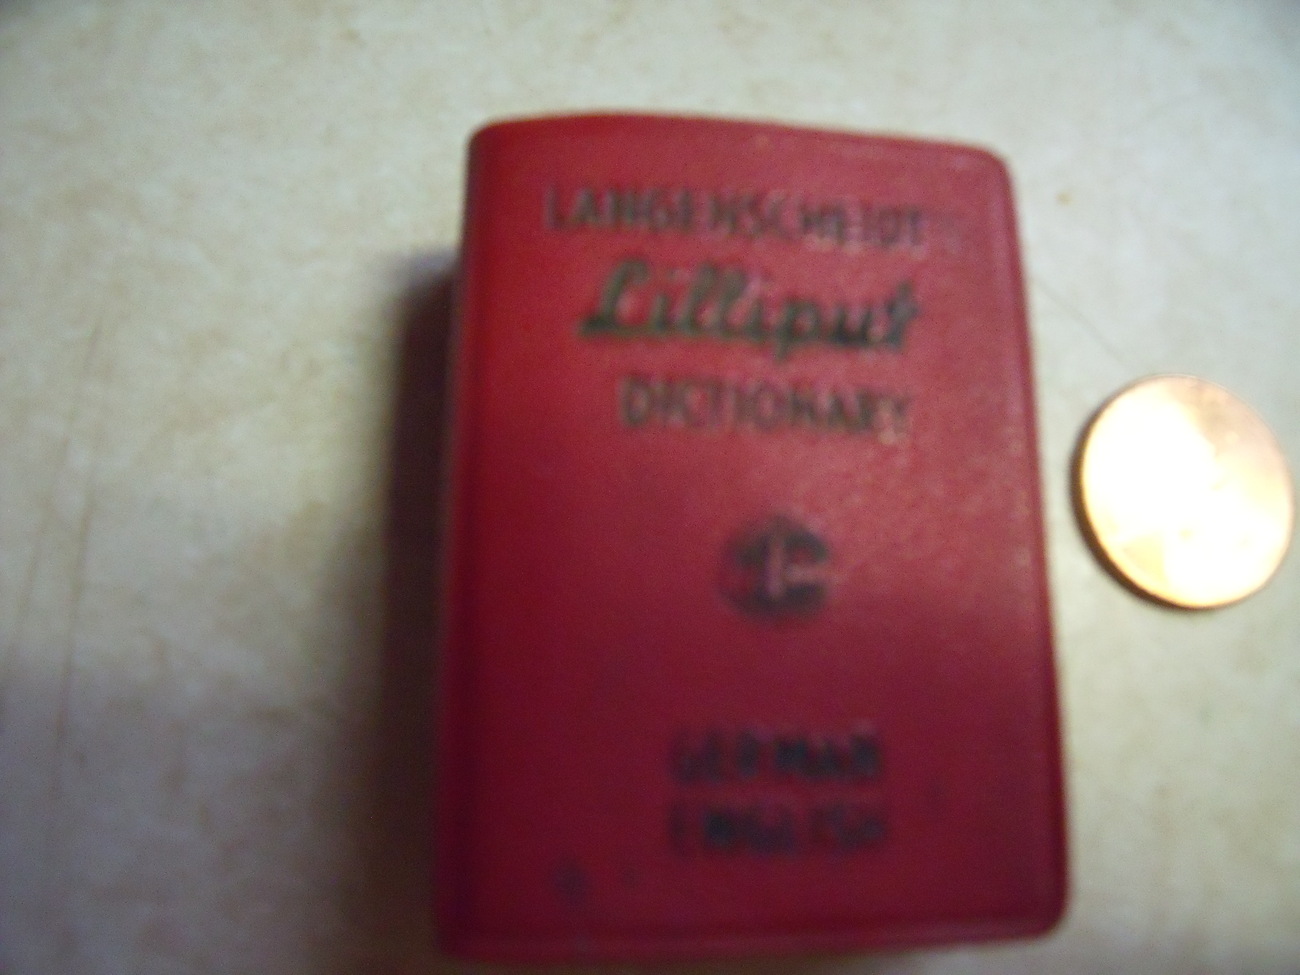 LANGENSCHEIDT
Lilliput
DICTIONARY
GERMAN
ENGLISH